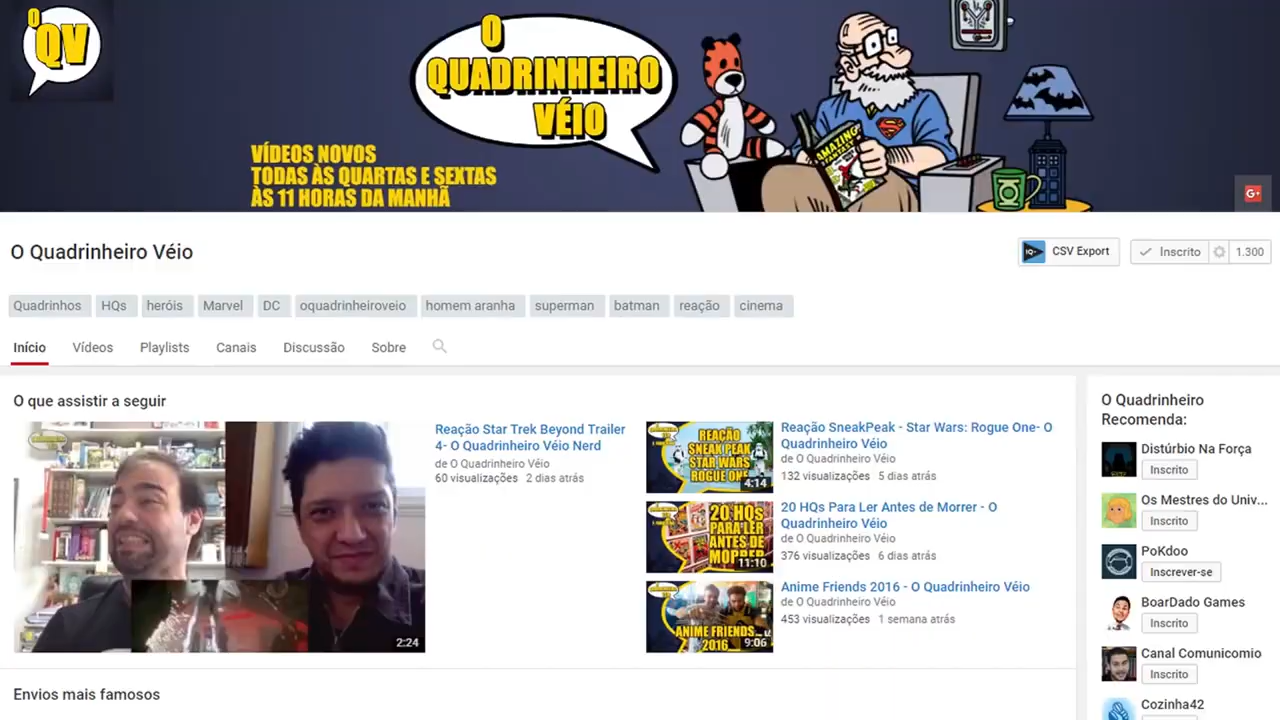 O
QV
O
QUADRINHEIRO
VÉIO
VÍDEOS NOVOS
TODAS ÀS QUARTAS E SEXTAS
ÀS 11 HORAS DA MANHÃ
AMAZING
FANTASY
G+
O Quadrinheiro Véio
CSV Export
Inscrito
1.300
Quadrinhos
HQs
heróis
Marvel
DC
oquadrinheiroveio
homem aranha
superman
batman
reação
cinema
Início
Vídeos
Playlists
Canais
Discussão
Sobre
O que assistir a seguir
2:24
Reação Star Trek Beyond Trailer
4- O Quadrinheiro Véio Nerd
de O Quadrinheiro Véio
60 visualizações 2 dias atrás
REAÇÃO
SNEAK PEAK
STAR WARS
ROGUE ONE
4:14
Reação SneakPeak - Star Wars: Rogue One- O
Quadrinheiro Véio
de O Quadrinheiro Véio
132 visualizações 5 dias atrás
20 HQS
PARA LER
ANTES DE
MORRER
11:10
20 HQs Para Ler Antes de Morrer - O
Quadrinheiro Véio
de O Quadrinheiro Véio
376 visualizações 6 dias atrás
ANIME FRIENDS
2016
9:06
Anime Friends 2016 - O Quadrinheiro Véio
de O Quadrinheiro Véio
453 visualizações 1 semana atrás
Envios mais famosos
O Quadrinheiro
Recomenda:
Distúrbio Na Força
Inscrito
Os Mestres do Univ...
Inscrito
PoKdoo
Inscrever-se
BoarDado Games
Inscrito
Canal Comunicomio
Inscrito
Cozinha42